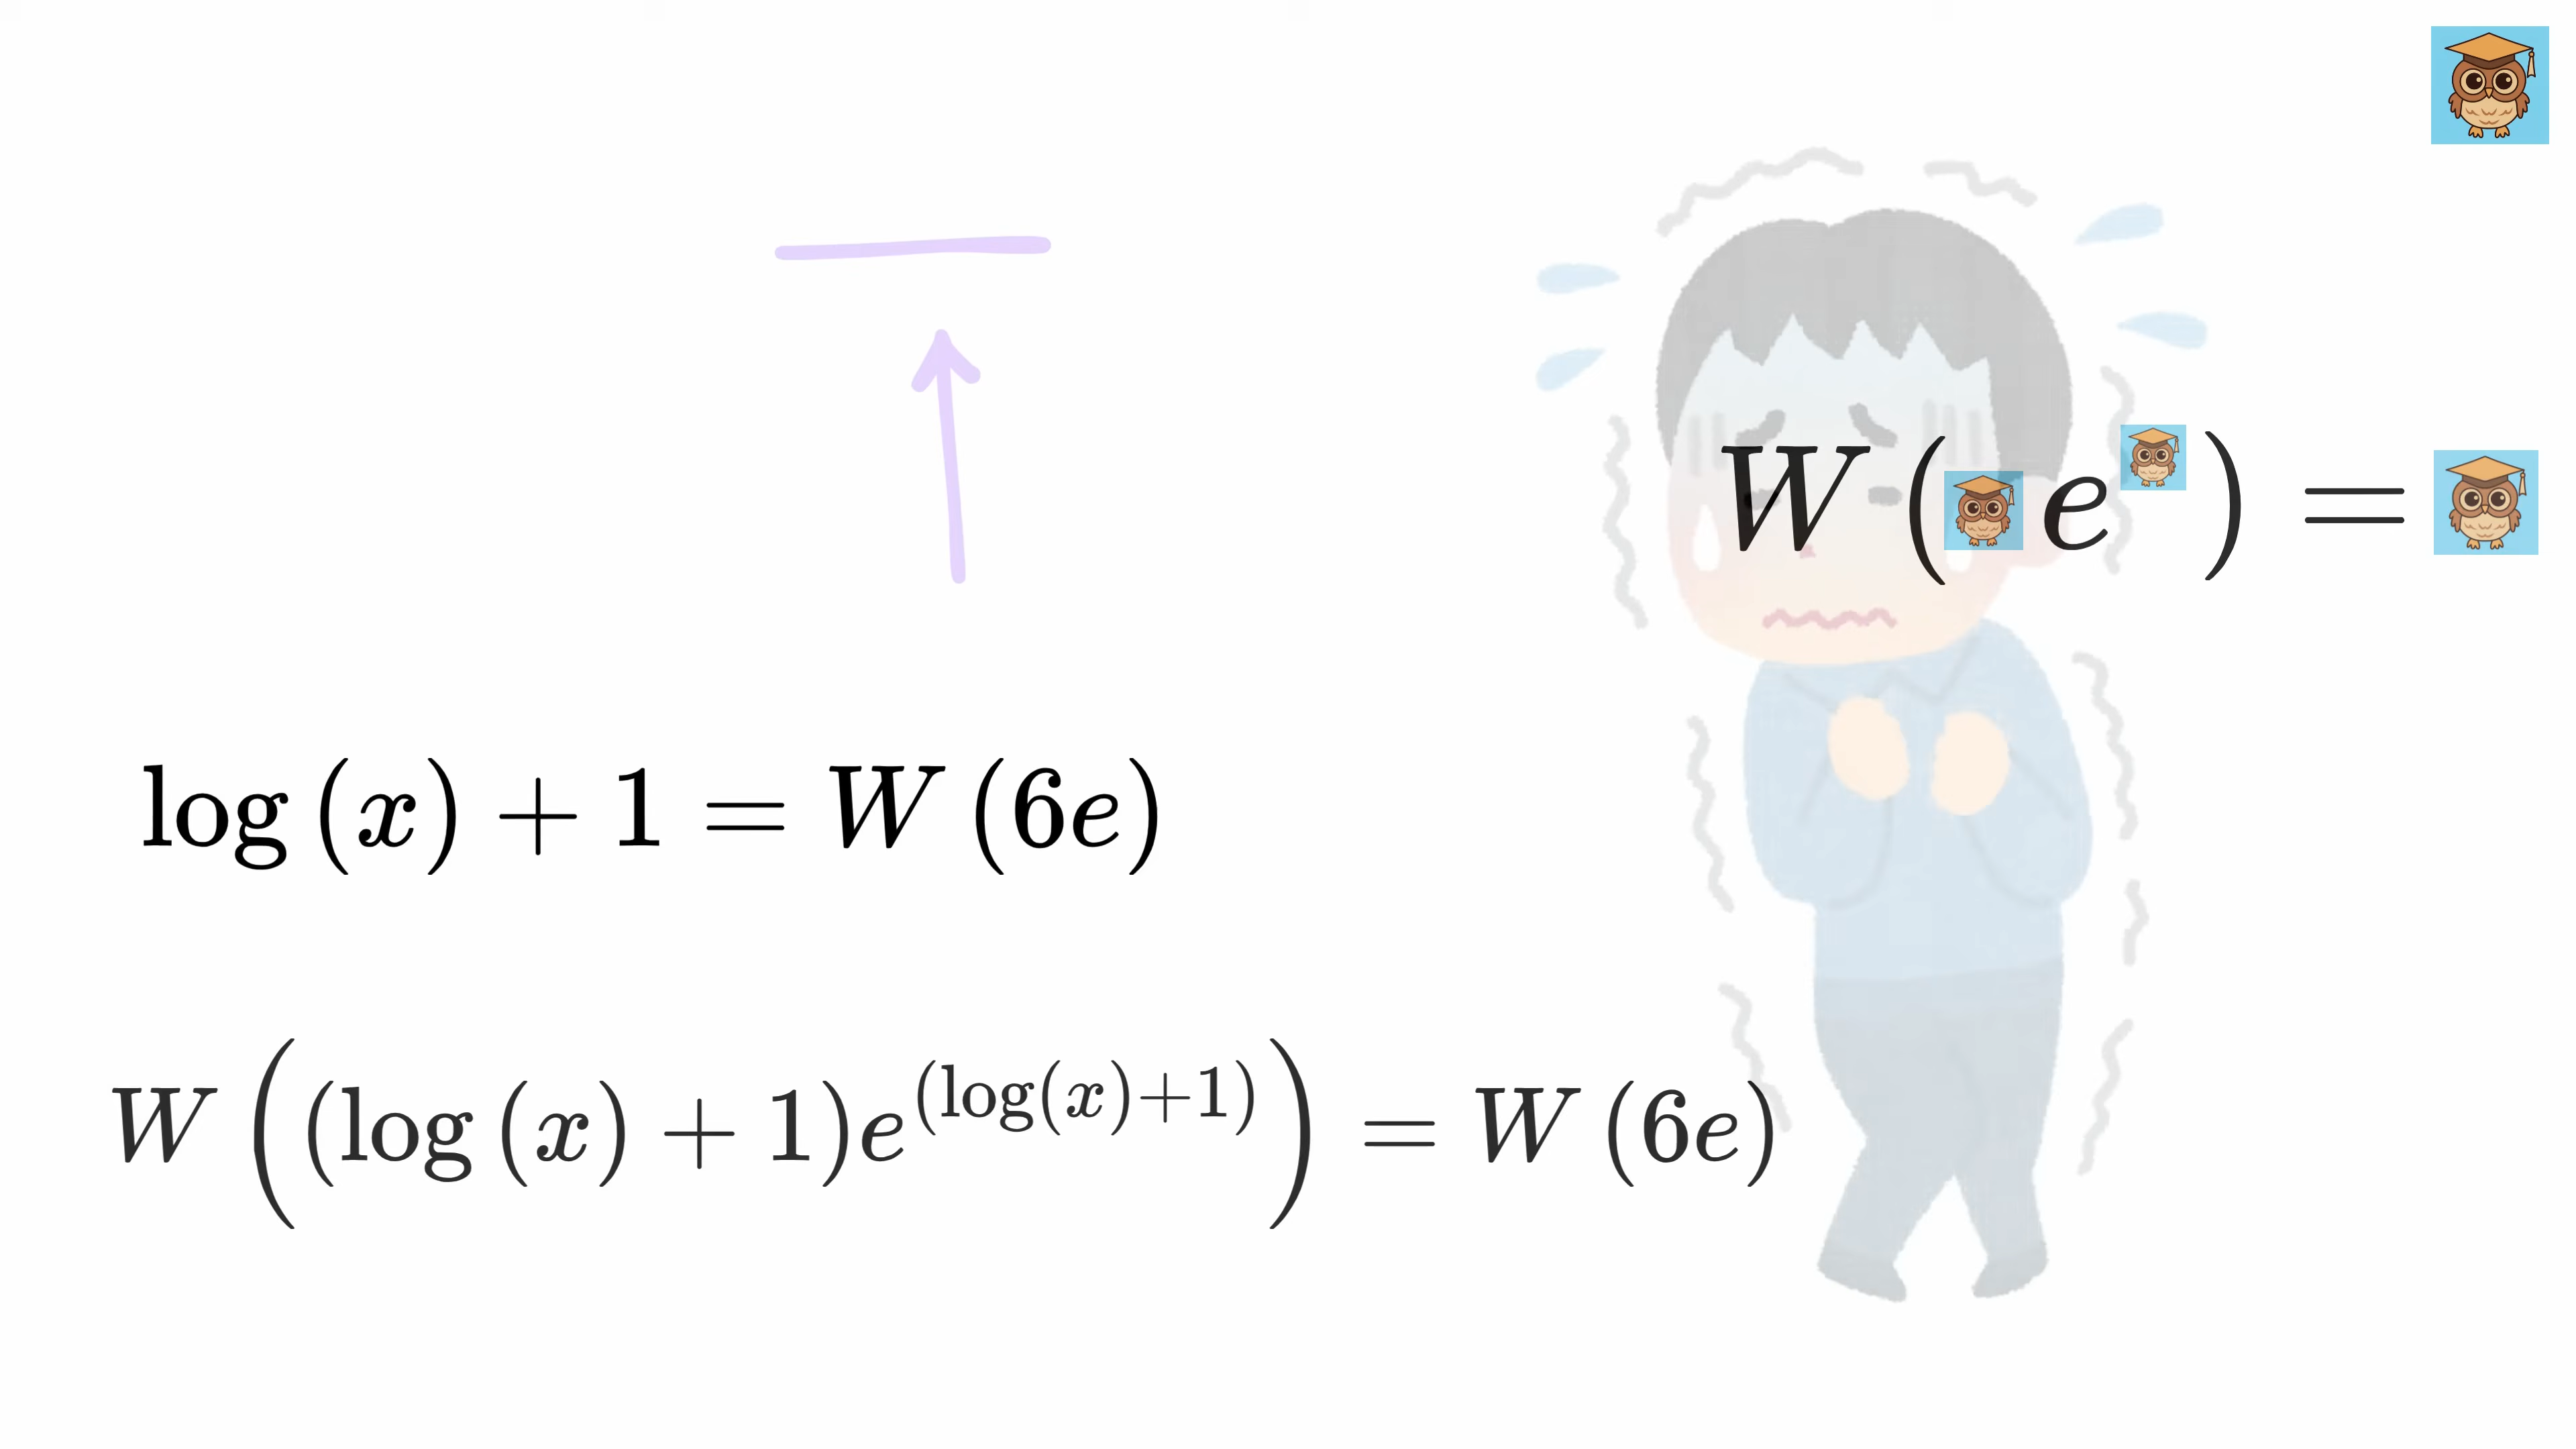 W ( e ) =
log (x) + 1 = W (6e)
W ((log (x) + 1)e^(log(x)+1)) = W (6e)